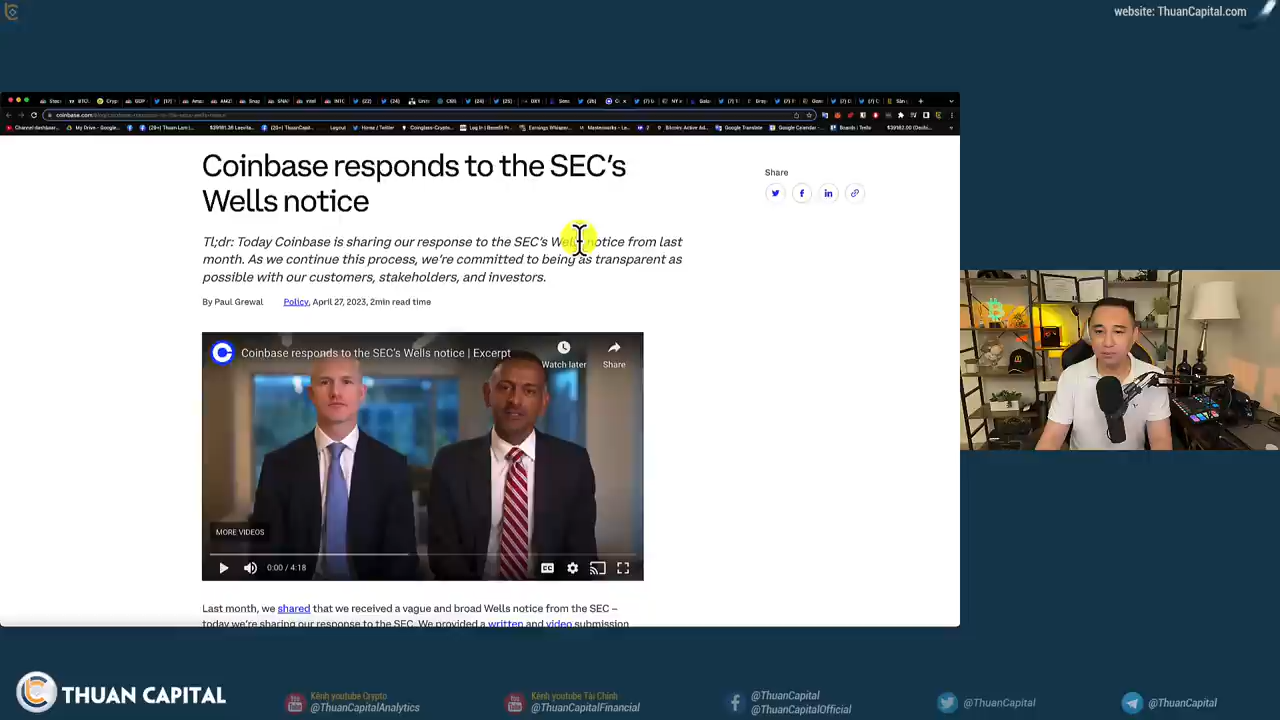 website: ThuanCapital.com
Coinbase responds to the SEC's
Wells notice
Share
Tl;dr: Today Coinbase is sharing our response to the SEC's Wells notice from last
month. As we continue this process, we're committed to being as transparent as
possible with our customers, stakeholders, and investors.
By Paul Grewal Policy, April 27, 2023, 2min read time
Coinbase responds to the SEC's Wells notice | Excerpt
Watch later
Share
MORE VIDEOS
0:00 / 4:18
CC
Last month, we shared that we received a vague and broad Wells notice from the SEC –
today we're sharing our response to the SEC. We provided a written and video submission
THUAN CAPITAL
Kênh youtube Crypto
@ThuanCapitalAnalytics
Kênh youtube Tài Chính
@ThuanCapitalFinancial
@ThuanCapital
@ThuanCapitalOfficial
@ThuanCapital
@ThuanCapital